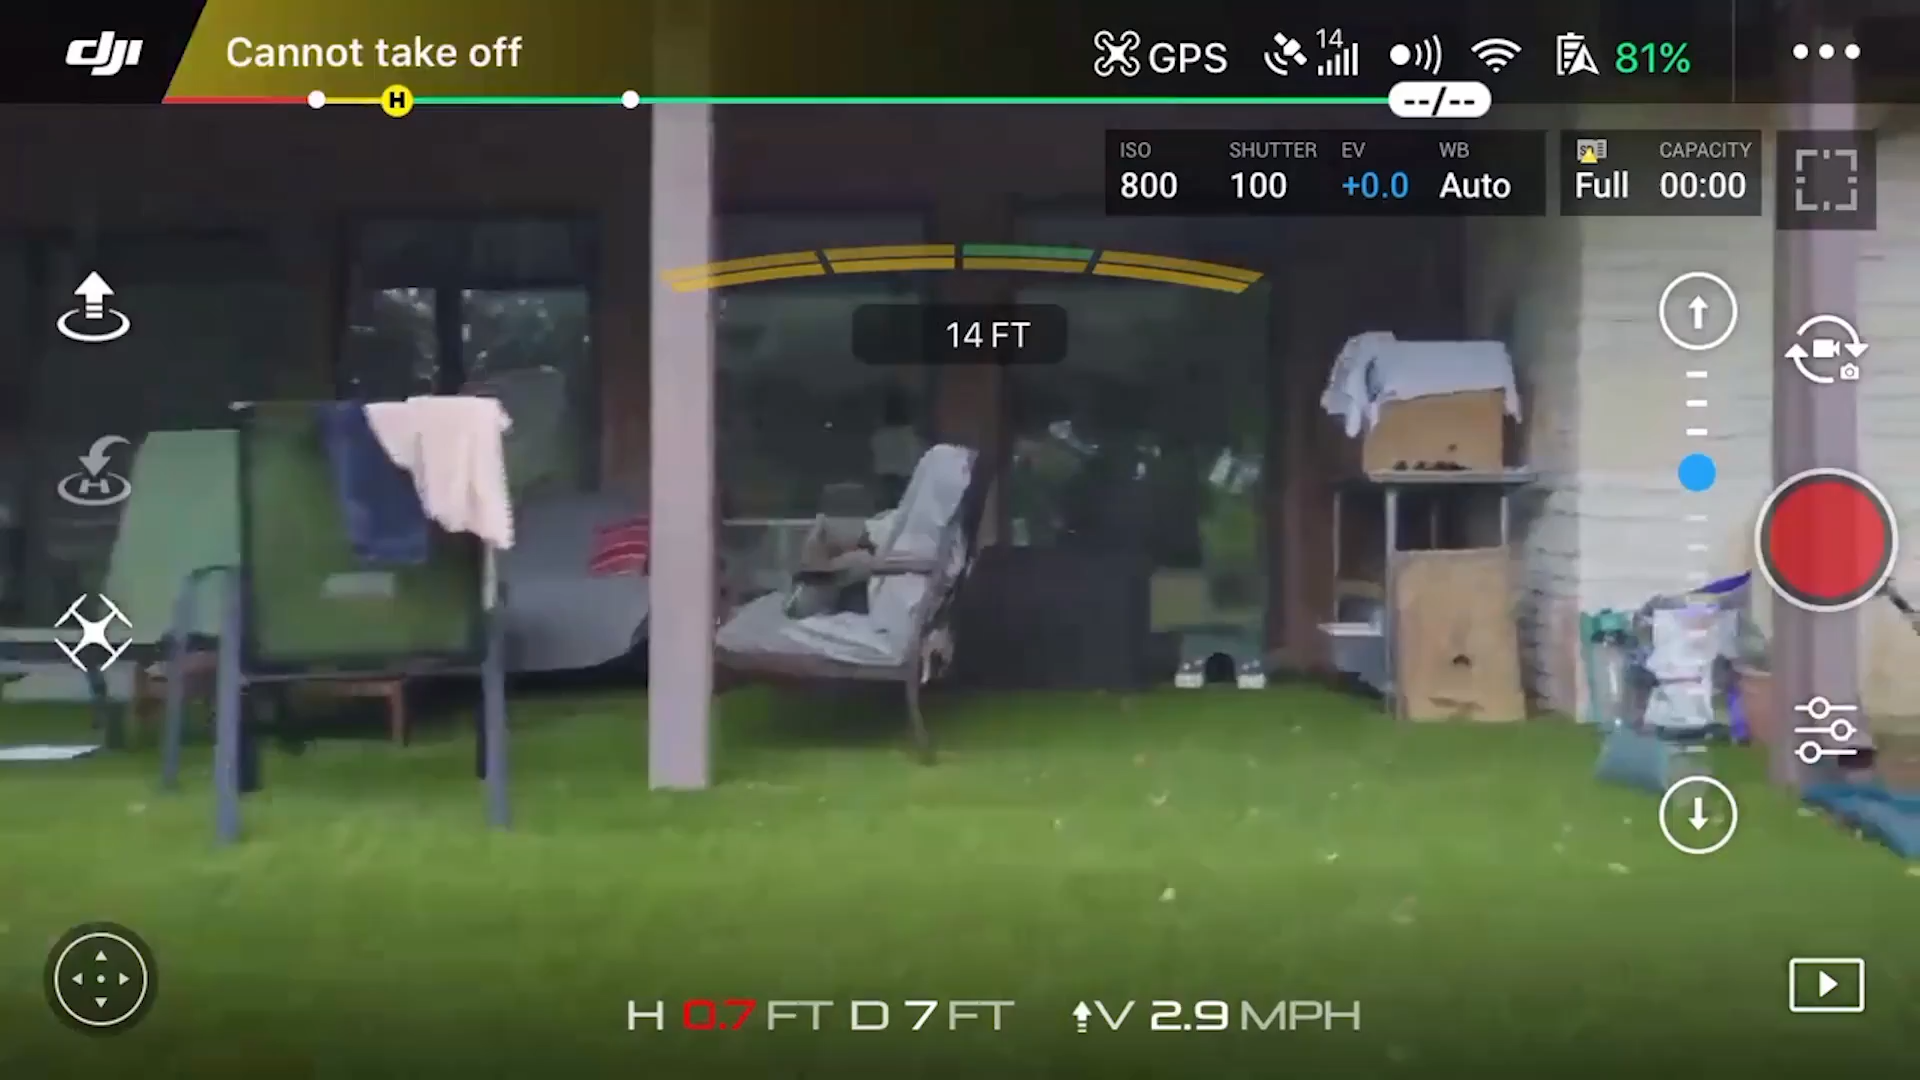 dji
Cannot take off
GPS
14
81%
H
--/--
ISO
800
SHUTTER
100
EV
+0.0
WB
Auto
Full
CAPACITY
00:00
14 FT
H
H 0.7 FT D 7 FT
V 2.9 MPH